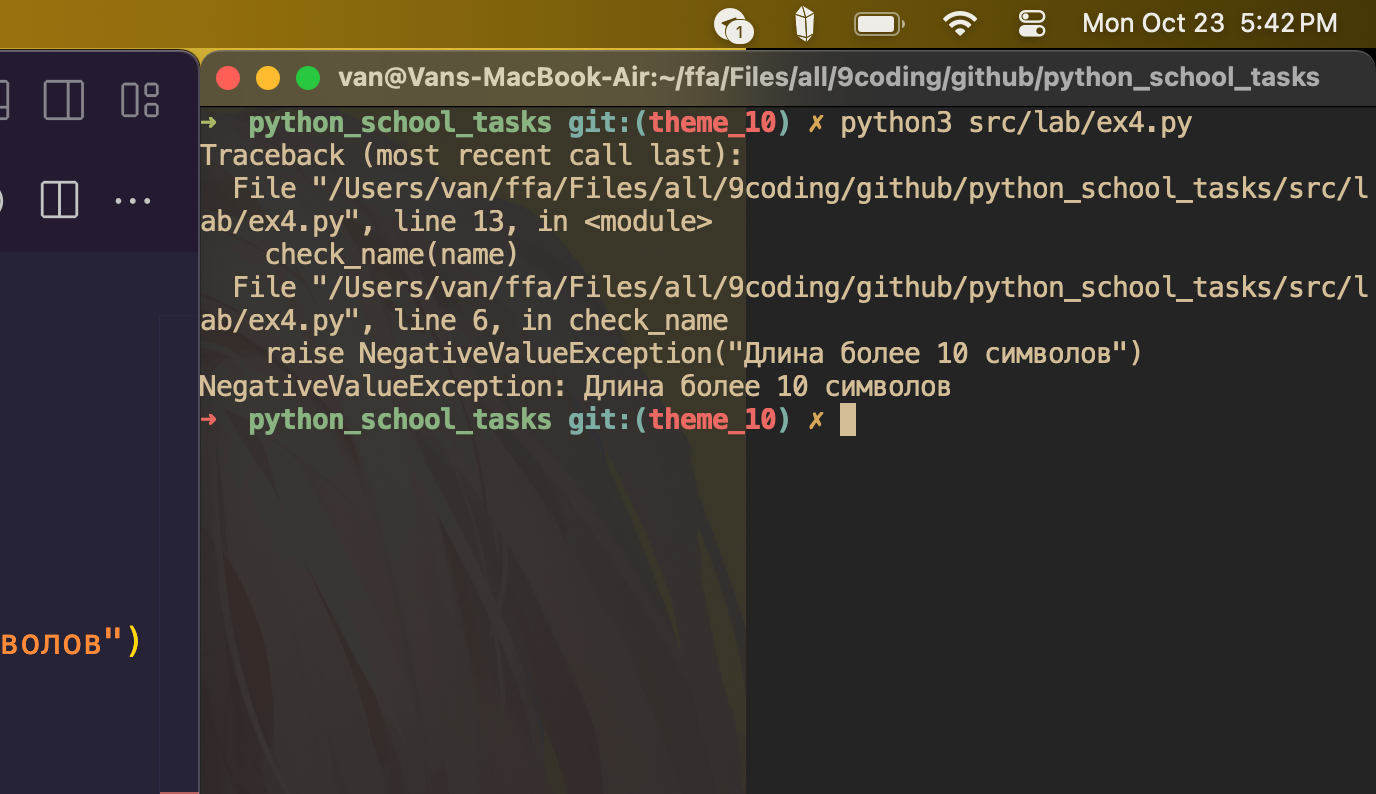 1
Mon Oct 23 5:42 PM
van@Vans-MacBook-Air:~/ffa/Files/all/9coding/github/python_school_tasks
➜ python_school_tasks git:(theme_10) ✗ python3 src/lab/ex4.py
Traceback (most recent call last):
File "/Users/van/ffa/Files/all/9coding/github/python_school_tasks/src/l
ab/ex4.py", line 13, in <module>
check_name(name)
File "/Users/van/ffa/Files/all/9coding/github/python_school_tasks/src/l
ab/ex4.py", line 6, in check_name
raise NegativeValueException("Длина более 10 символов")
NegativeValueException: Длина более 10 символов
➜ python_school_tasks git:(theme_10) ✗
волов")